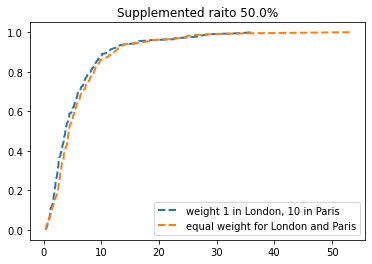 Supplemented raito 50.0%
1.0
0.8
0.6
0.4
0.2
0.0
weight 1 in London, 10 in Paris
equal weight for London and Paris
0 10 20 30 40 50